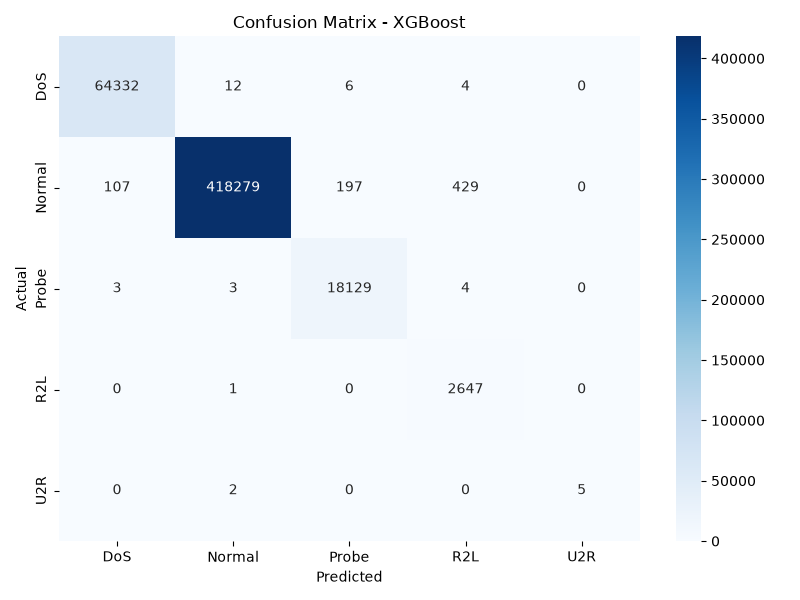 Confusion Matrix - XGBoost
Actual
DoS 64332 12 6 4 0
Normal 107 418279 197 429 0
Probe 3 3 18129 4 0
R2L 0 1 0 2647 0
U2R 0 2 0 0 5
DoS Normal Probe R2L U2R
Predicted
400000
350000
300000
250000
200000
150000
100000
50000
0